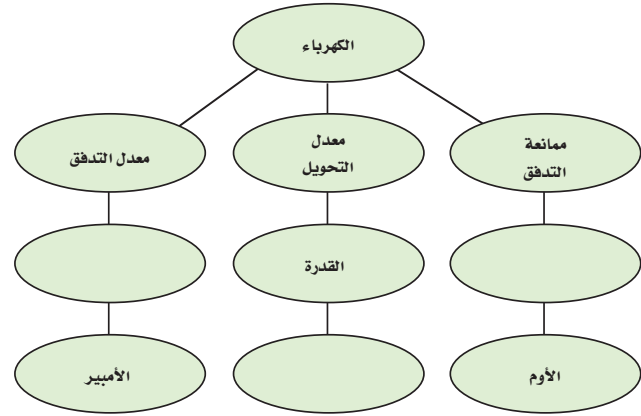 الكهرباء
ممانعة
التدفق
معدل
التحويل
معدل التدفق
القدرة
الأوم
الأمبير